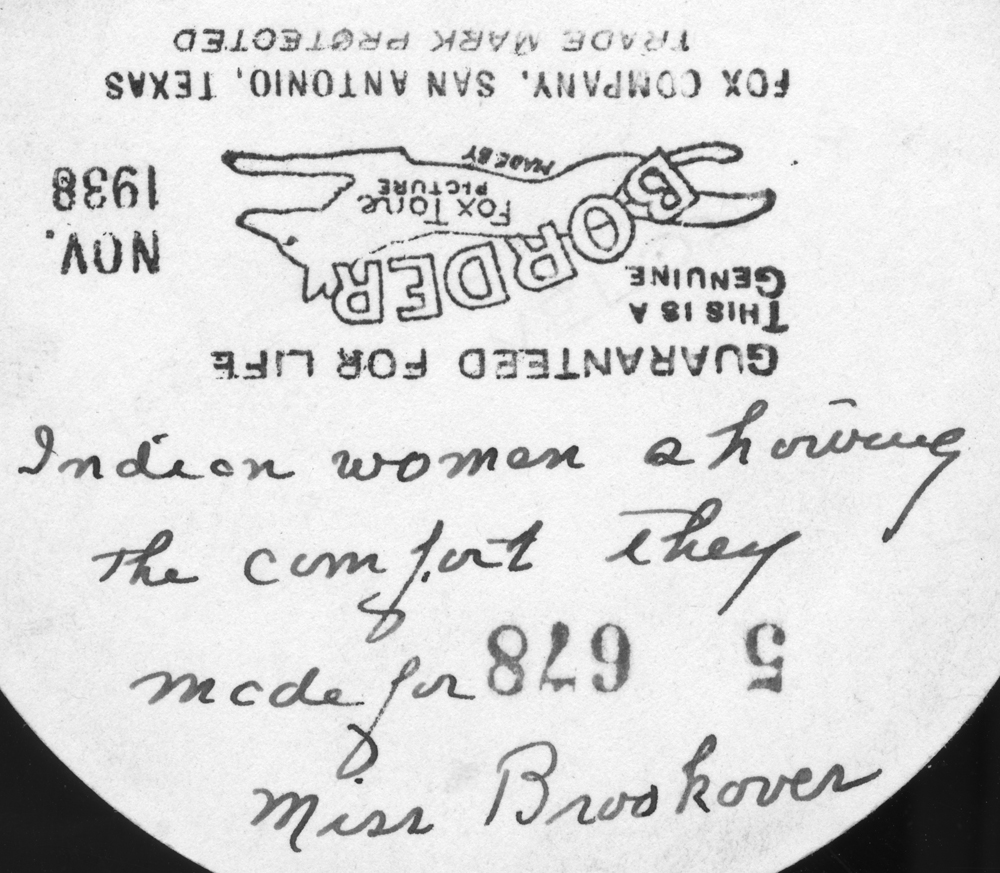 Indian women showing
the comfort they
made for
Miss Brookover
5 678
GUARANTEED FOR LIFE
THIS IS A
GENUINE
BORDER
NOV.
1938
Fox Tone
PICTURE
MADE BY
FOX COMPANY, SAN ANTONIO, TEXAS
TRADE MARK PROTECTED